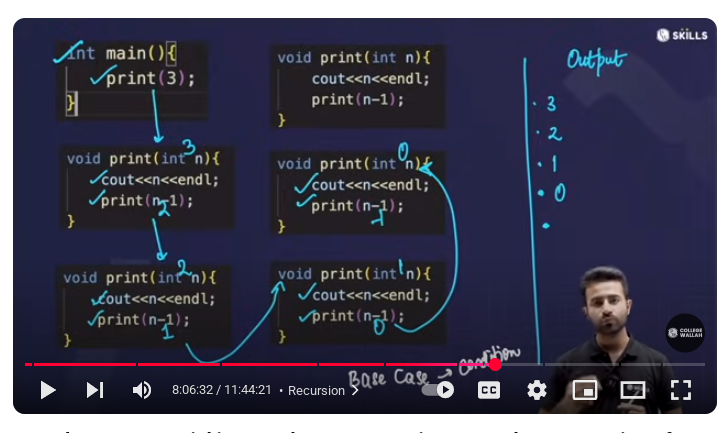 SKILLS
int main(){
print(3);
}
void print(int n){
cout<<n<<endl;
print(n-1);
}
Output
3
2
1
0
3
void print(int n){
cout<<n<<endl;
print(n-1);
2
}
0
void print(int n){
cout<<n<<endl;
print(n-1);
-1
}
2
void print(int n){
cout<<n<<endl;
print(n-1);
1
}
1
void print(int n){
cout<<n<<endl;
print(n-1);
0
}
COLLEGE
WALLAH
Base Case → Condition
8:06:32 / 11:44:21 • Recursion >
CC